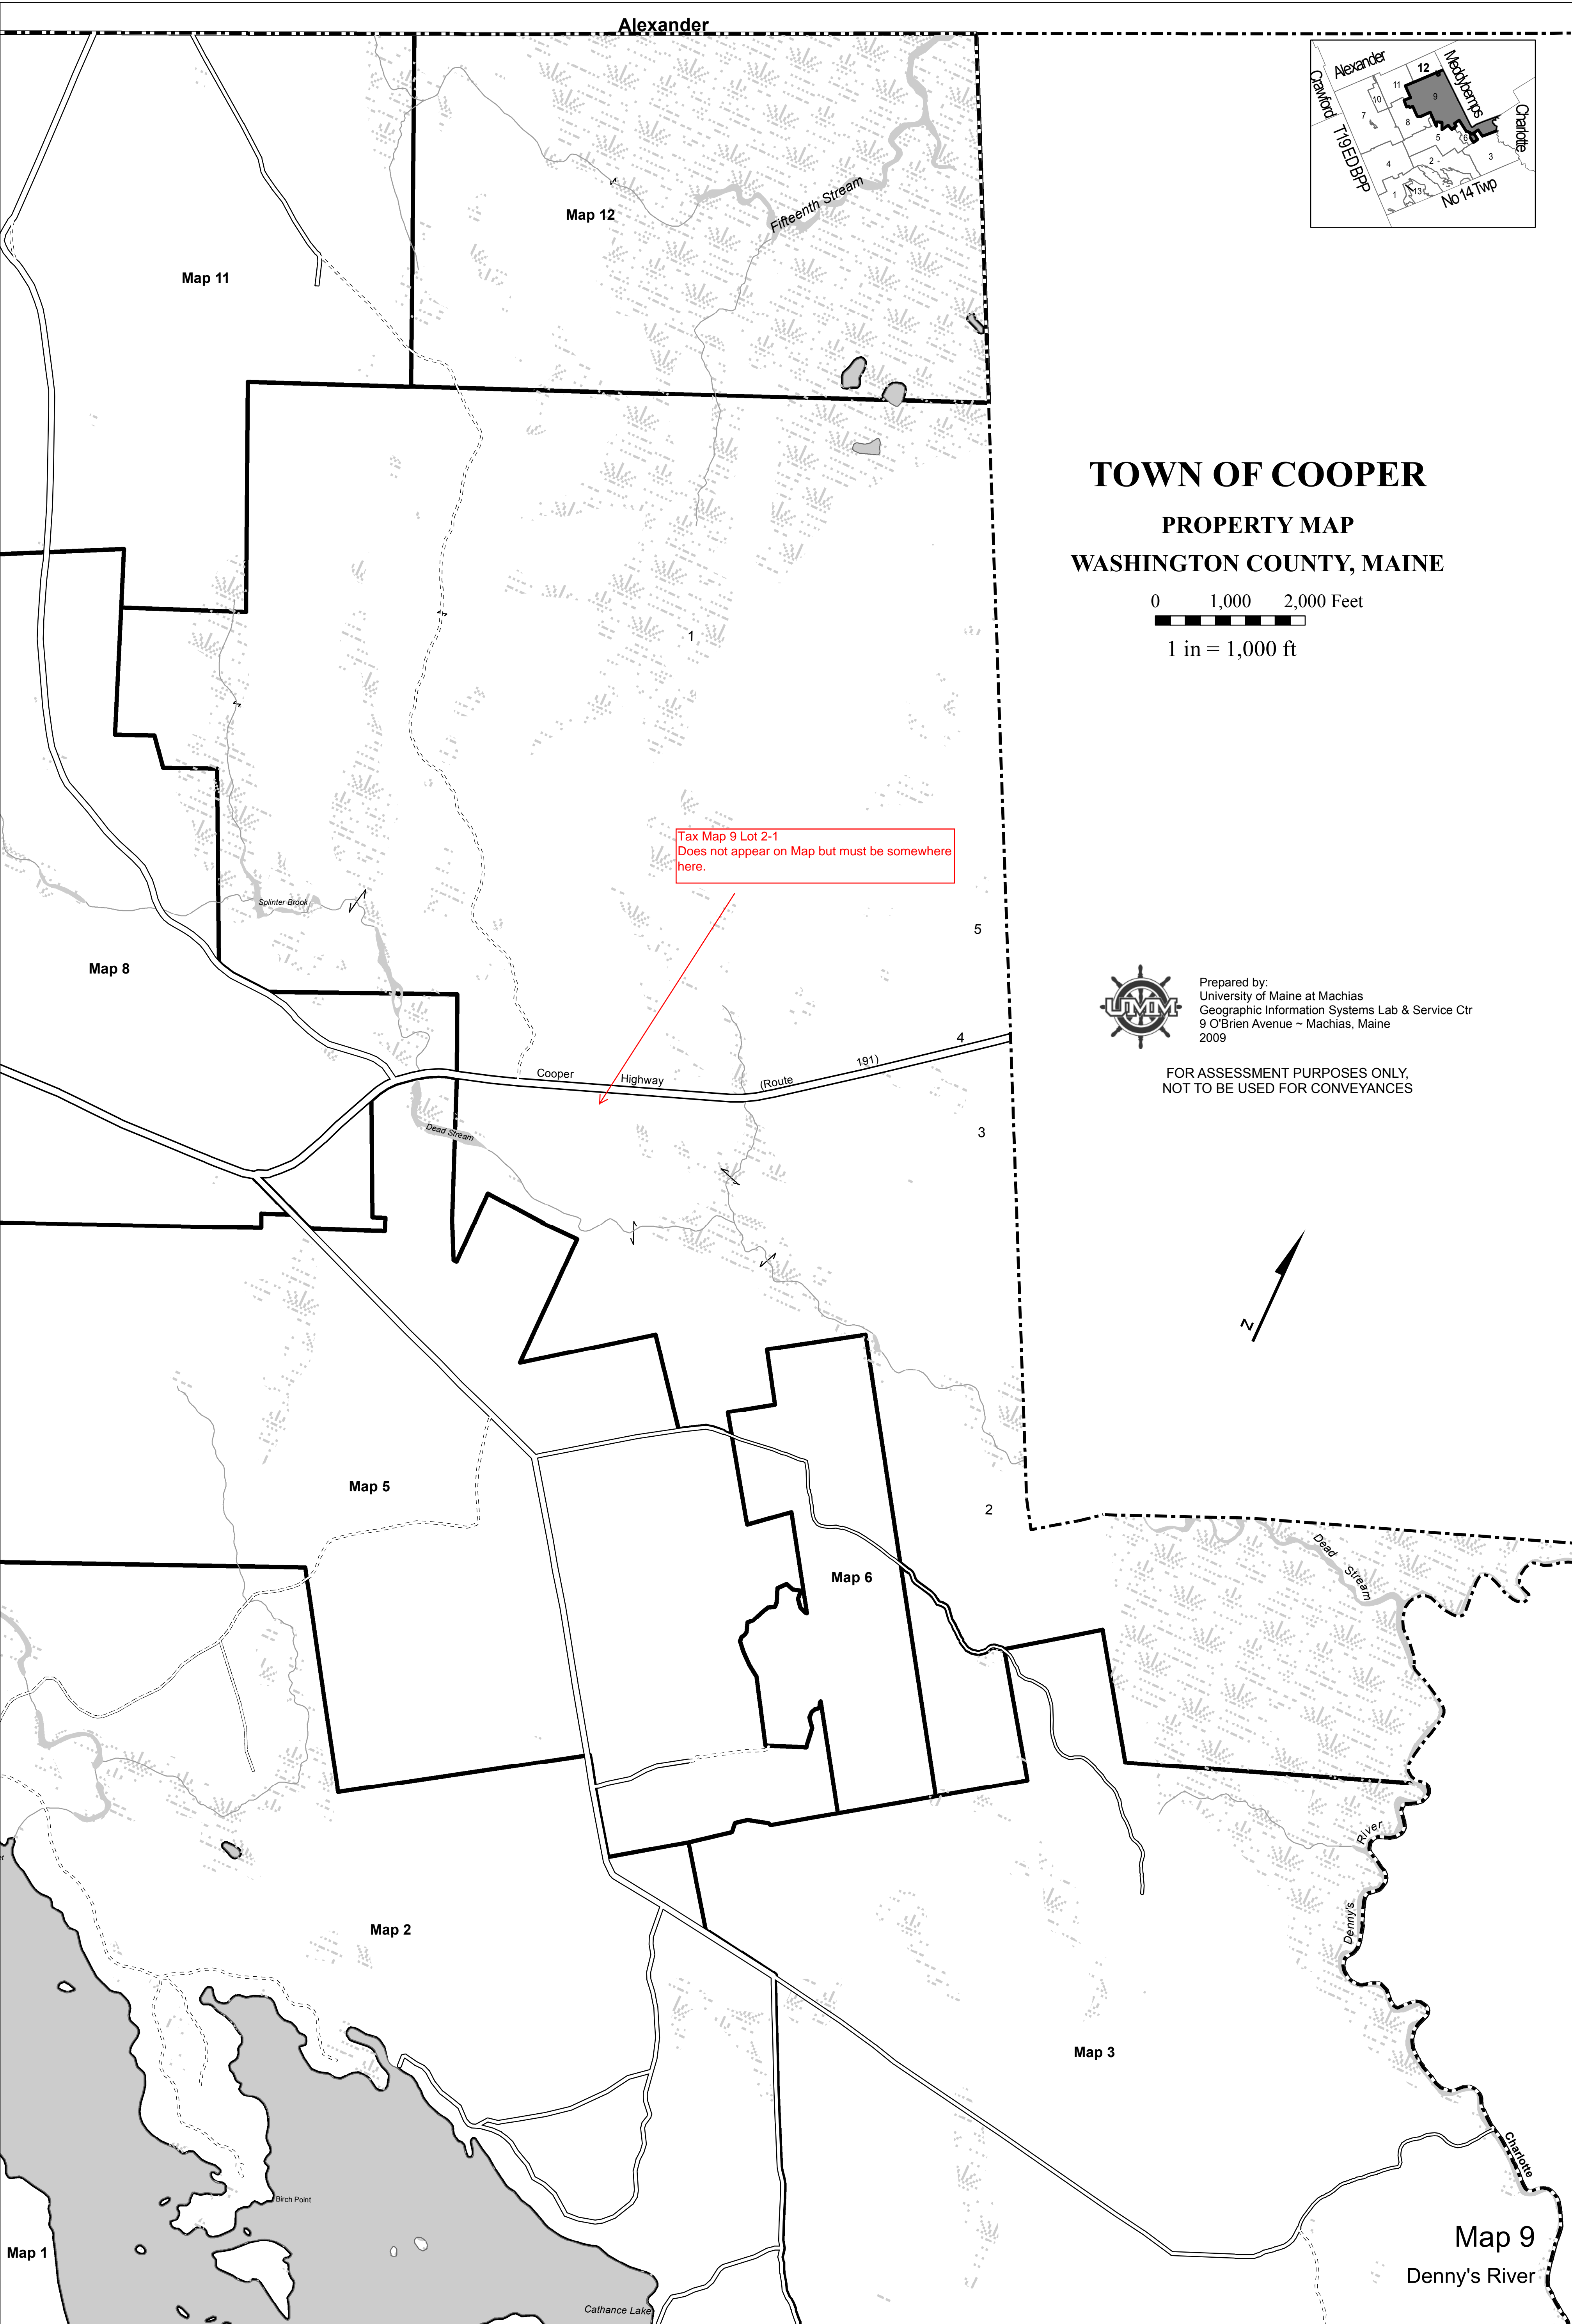 Alexander
Alexander
12
Meddybemps
Crawford
11
10
9
Charlotte
7
8
5
6
T19 ED BPP
4
2
3
1
13
No 14 Twp
Fifteenth Stream
Map 12
Map 11
TOWN OF COOPER
PROPERTY MAP
WASHINGTON COUNTY, MAINE
0 1,000 2,000 Feet
1 in = 1,000 ft
1
Tax Map 9 Lot 2-1
Does not appear on Map but must be somewhere
here.
Splinter Brook
5
Map 8
UMM
Prepared by:
University of Maine at Machias
Geographic Information Systems Lab & Service Ctr
9 O'Brien Avenue ~ Machias, Maine
2009
4
Cooper Highway (Route 191)
FOR ASSESSMENT PURPOSES ONLY,
NOT TO BE USED FOR CONVEYANCES
Dead Stream
3
N
Map 5
2
Dead Stream
Map 6
River
Denny's
Map 2
Map 3
Charlotte
Birch Point
Map 1
Map 9
Denny's River
Cathance Lake